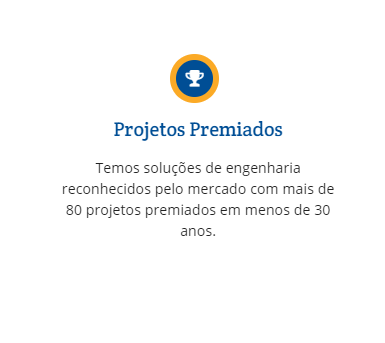 Projetos Premiados
Temos soluções de engenharia
reconhecidos pelo mercado com mais de
80 projetos premiados em menos de 30
anos.